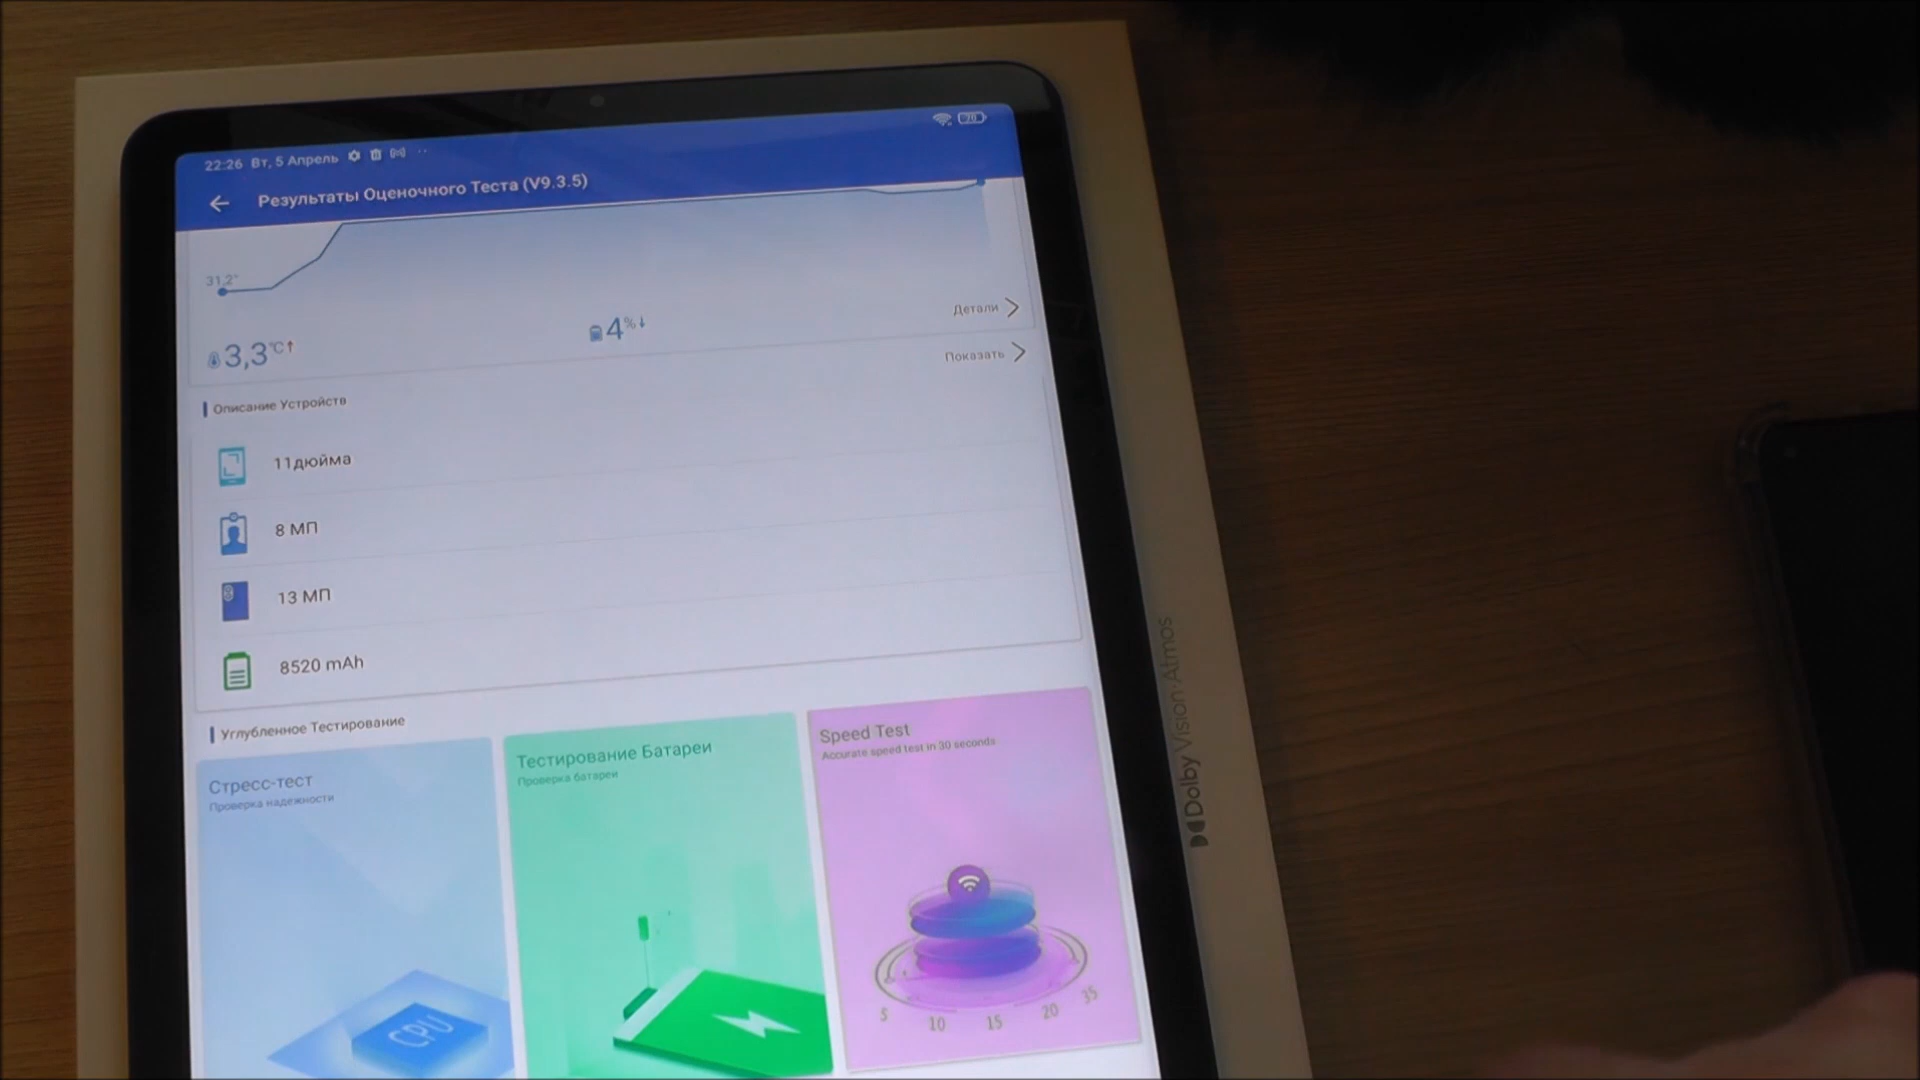 22:26 Вт, 5 Апрель
70
Результаты Оценочного Теста (V9.3.5)
31,2°
Детали
3,3°C↑
4%↓
Показать
Описание Устройств
11дюйма
8 МП
13 МП
8520 mAh
Углубленное Тестирование
Стресс-тест
Проверка надежности
Тестирование Батареи
Проверка батареи
Speed Test
Accurate speed test in 30 seconds
CPU
5 10 15 20 35
Dolby Vision·Atmos